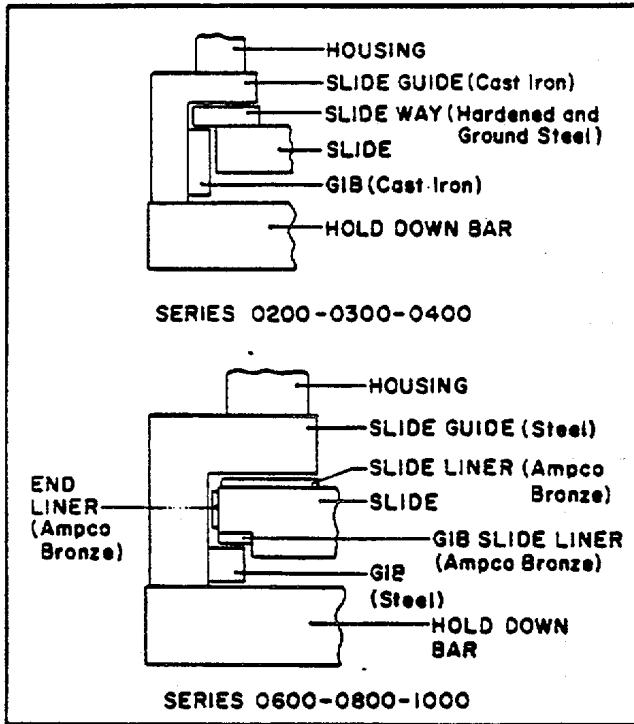 HOUSING
SLIDE GUIDE (Cast Iron)
SLIDE WAY (Hardened and
Ground Steel)
SLIDE
GIB (Cast Iron)
HOLD DOWN BAR
SERIES 0200-0300-0400
HOUSING
SLIDE GUIDE (Steel)
SLIDE LINER (Ampco
Bronze)
SLIDE
END
LINER
(Ampco
Bronze)
GIB SLIDE LINER
(Ampco Bronze)
GIB
(Steel)
HOLD DOWN
BAR
SERIES 0600-0800-1000